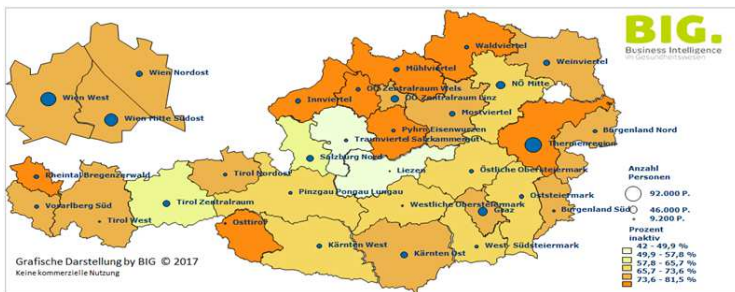 BIG.
Business Intelligence
im Gesundheitswesen
Waldviertel
Weinviertel
Wien Nordost
Mühlviertel
Wien West
OÖ Zentralraum Wels
NÖ Mitte
Innviertel
OÖ Zentralraum Linz
Wien Mitte Südost
Mostviertel
Pyhrn-Eisenwurzen
Burgenland Nord
Traunviertel Salzkammergut
Thermenregion
Salzburg Nord
Rheintal Bregenzerwald
Tirol Nordost
Liezen
Östliche Obersteiermark
Anzahl
Personen
Pinzgau Pongau Lungau
92.000 P.
Oststeiermark
Vorarlberg Süd
Tirol Zentralraum
Westliche Obersteiermark
46.000 P.
Graz
Burgenland Süd
9.200 P.
Tirol West
Osttirol
Prozent
inaktiv
Kärnten West
West- Südsteiermark
42 - 49,9 %
49,9 - 57,8 %
Kärnten Ost
57,8 - 65,7 %
65,7 - 73,6 %
73,6 - 81,5 %
Grafische Darstellung by BIG © 2017
Keine kommerzielle Nutzung